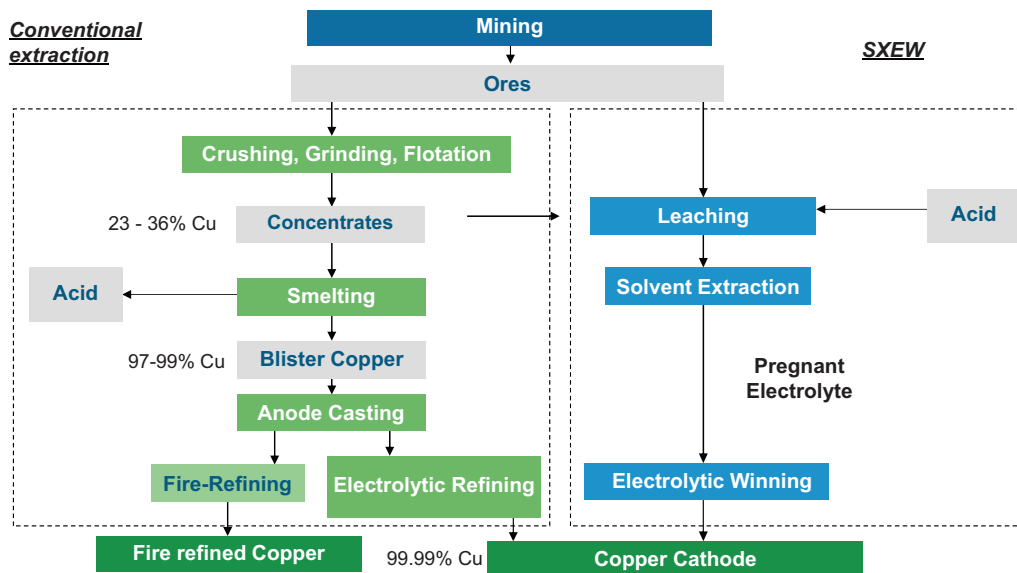 Conventional
extraction
Mining
SXEW
Ores
Crushing, Grinding, Flotation
23 - 36% Cu
Concentrates
Leaching
Acid
Acid
Smelting
Solvent Extraction
97-99% Cu
Blister Copper
Pregnant
Electrolyte
Anode Casting
Fire-Refining
Electrolytic Refining
Electrolytic Winning
Fire refined Copper
99.99% Cu
Copper Cathode